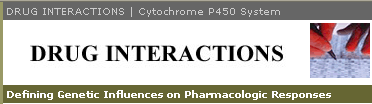 DRUG INTERACTIONS | Cytochrome P450 System
DRUG INTERACTIONS
Defining Genetic Influences on Pharmacologic Responses